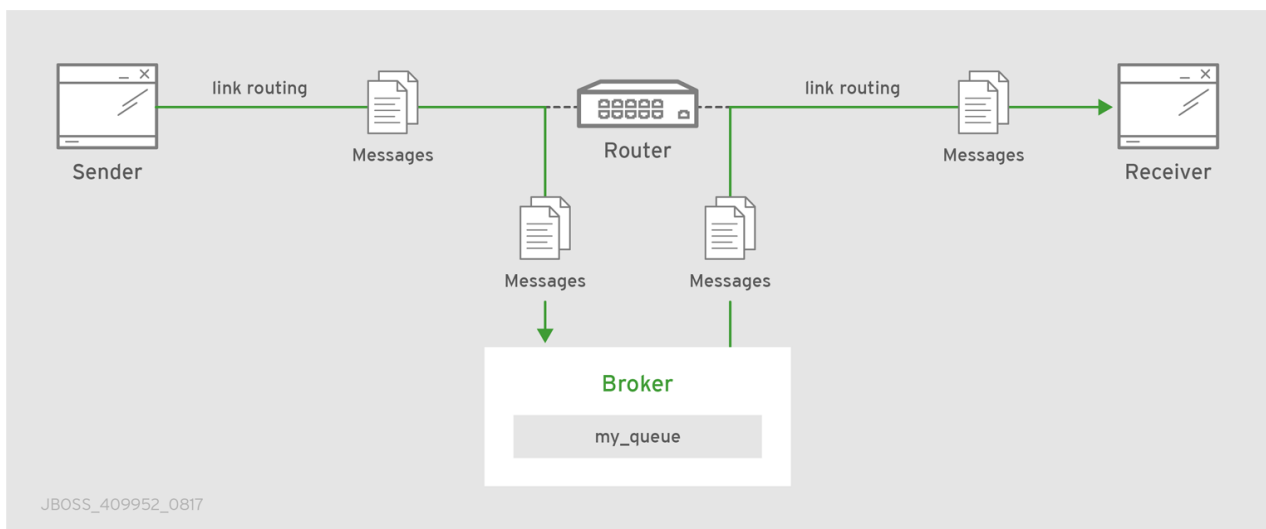 link routing
link routing
Messages
Router
Messages
Sender
Receiver
Messages
Messages
Broker
my_queue
JBOSS_409952_0817